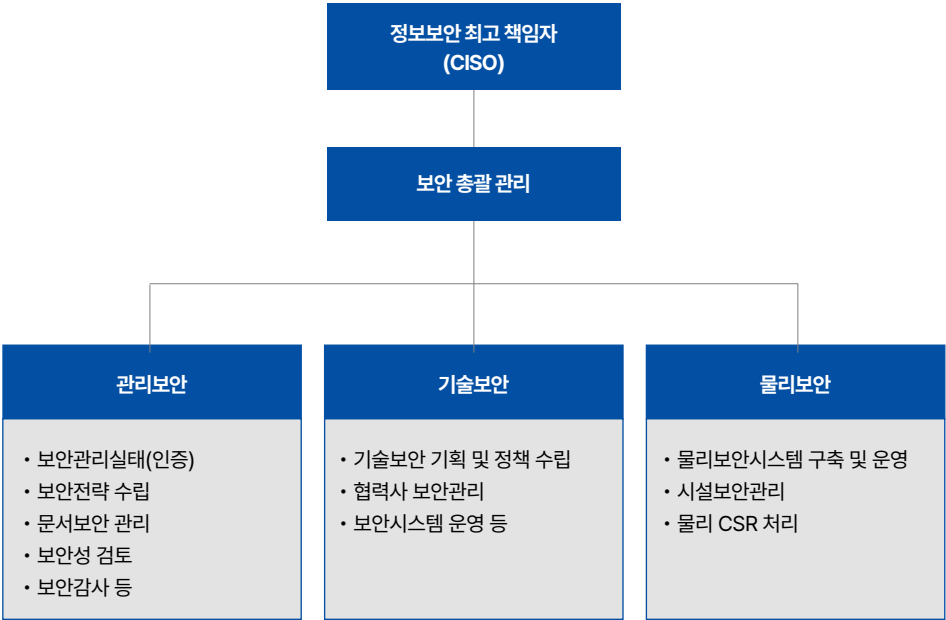 정보보안 최고 책임자
(CISO)
보안 총괄 관리
관리보안
• 보안관리실태(인증)
• 보안전략 수립
• 문서보안 관리
• 보안성 검토
• 보안감사 등
기술보안
• 기술보안 기획 및 정책 수립
• 협력사 보안관리
• 보안시스템 운영 등
물리보안
• 물리보안시스템 구축 및 운영
• 시설보안관리
• 물리 CSR 처리